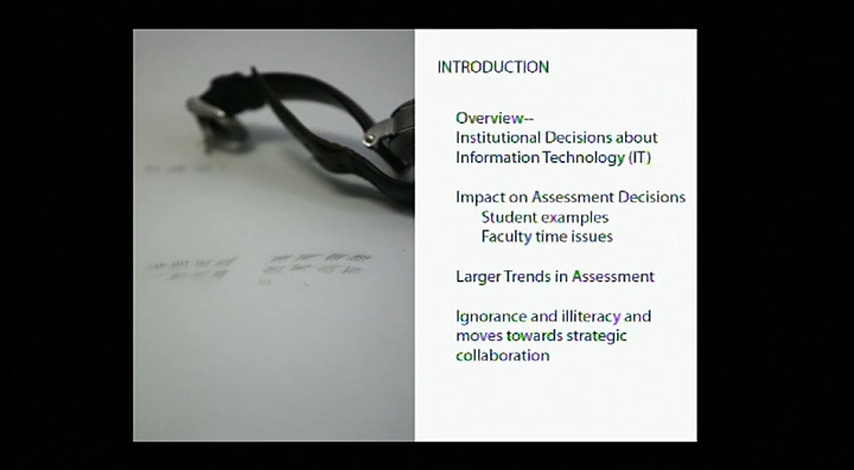 INTRODUCTION
Overview--
Institutional Decisions about
Information Technology (IT)
Impact on Assessment Decisions
Student examples
Faculty time issues
Larger Trends in Assessment
Ignorance and illiteracy and
moves towards strategic
collaboration